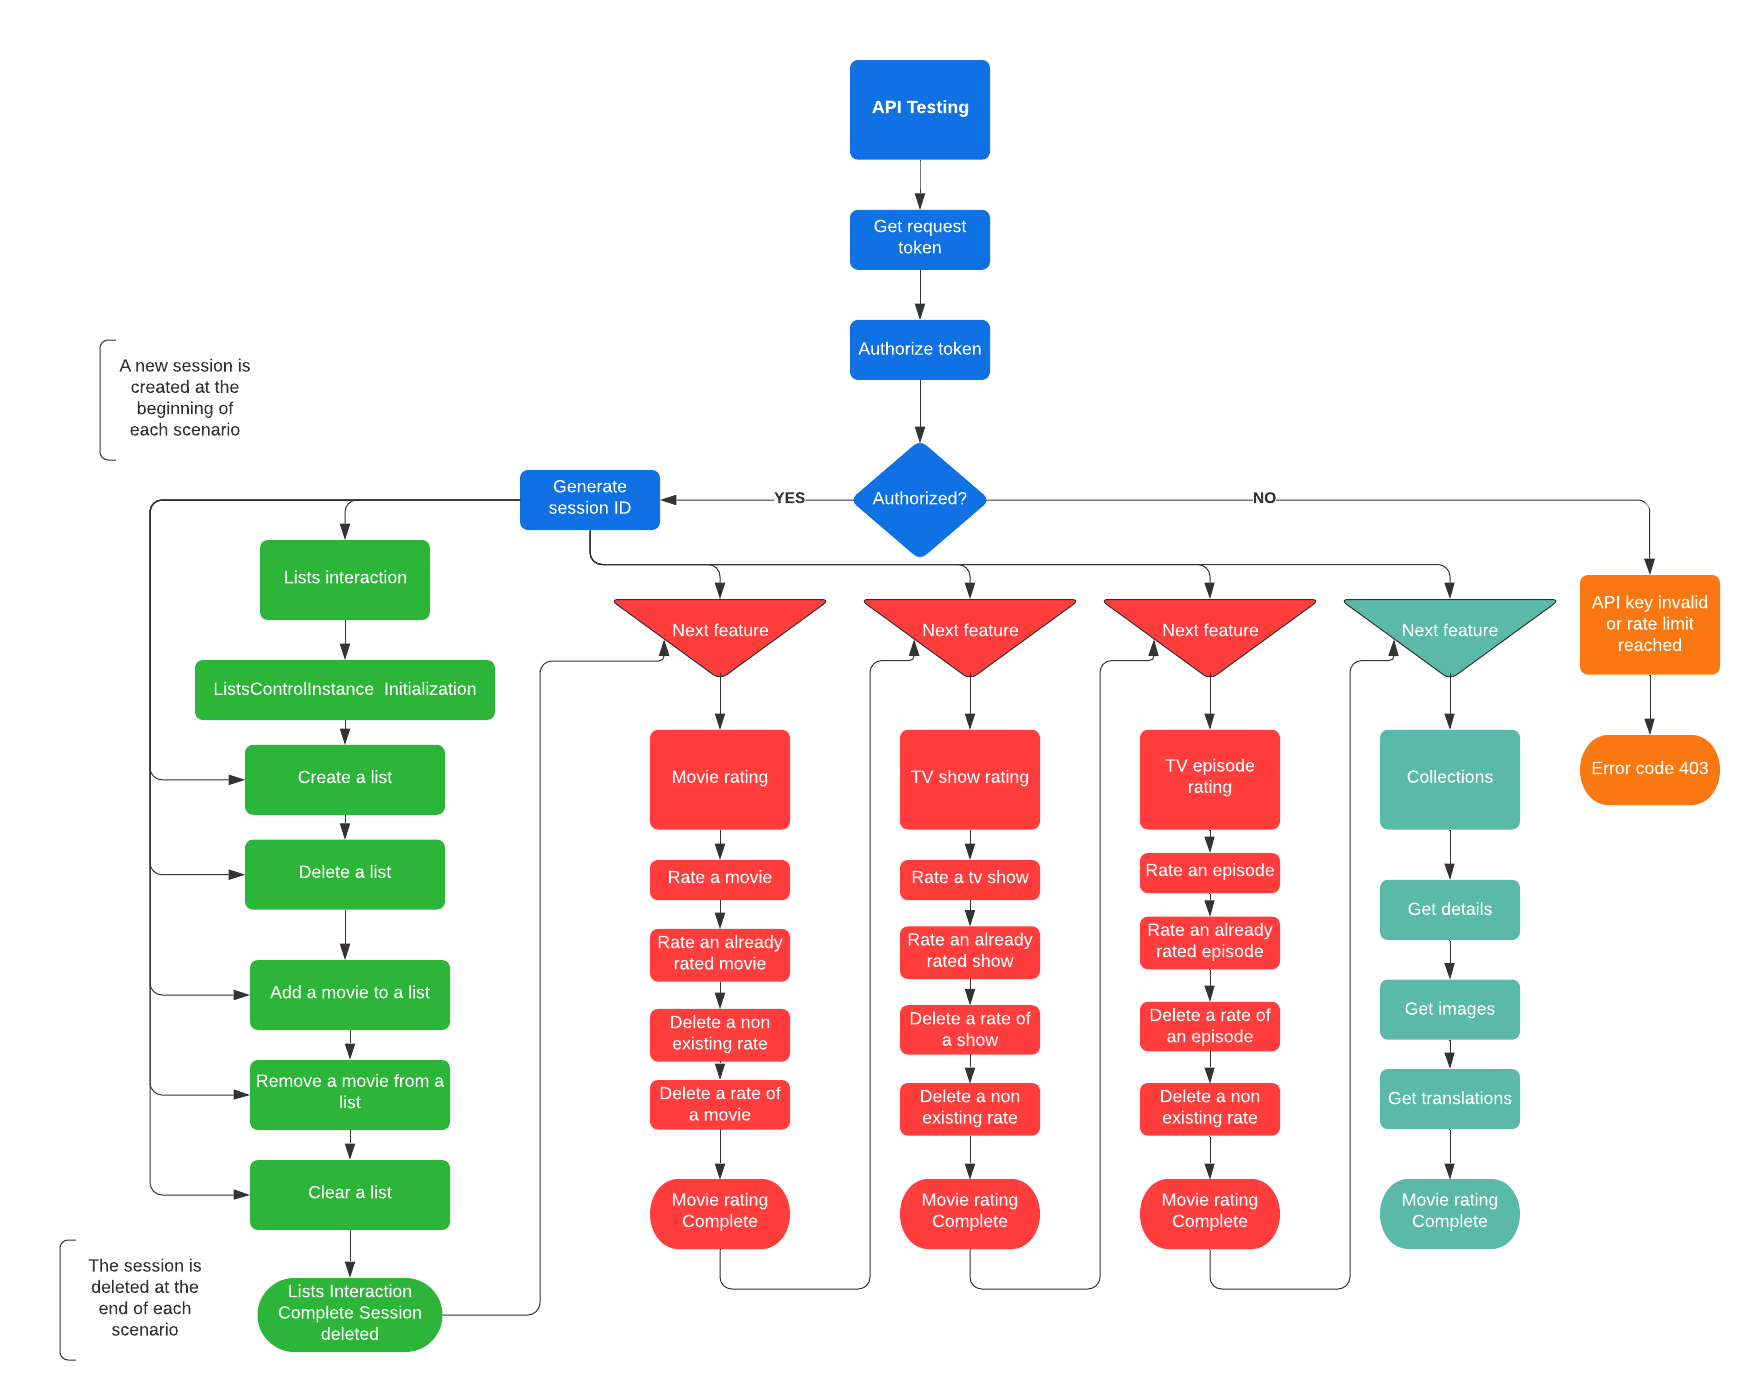 API Testing
Get request
token
Authorize token
A new session is
created at the
beginning of
each scenario
Generate
session ID
YES
Authorized?
NO
Lists interaction
ListsControlInstance  Initialization
Create a list
Delete a list
Add a movie to a list
Remove a movie from a
list
Clear a list
The session is
deleted at the
end of each
scenario
Lists Interaction
Complete Session
deleted
Next feature
Movie rating
Rate a movie
Rate an already
rated movie
Delete a non
existing rate
Delete a rate of
a movie
Movie rating
Complete
Next feature
TV show rating
Rate a tv show
Rate an already
rated show
Delete a rate of
a show
Delete a non
existing rate
Movie rating
Complete
Next feature
TV episode
rating
Rate an episode
Rate an already
rated episode
Delete a rate of
an episode
Delete a non
existing rate
Movie rating
Complete
Next feature
Collections
Get details
Get images
Get translations
Movie rating
Complete
API key invalid
or rate limit
reached
Error code 403